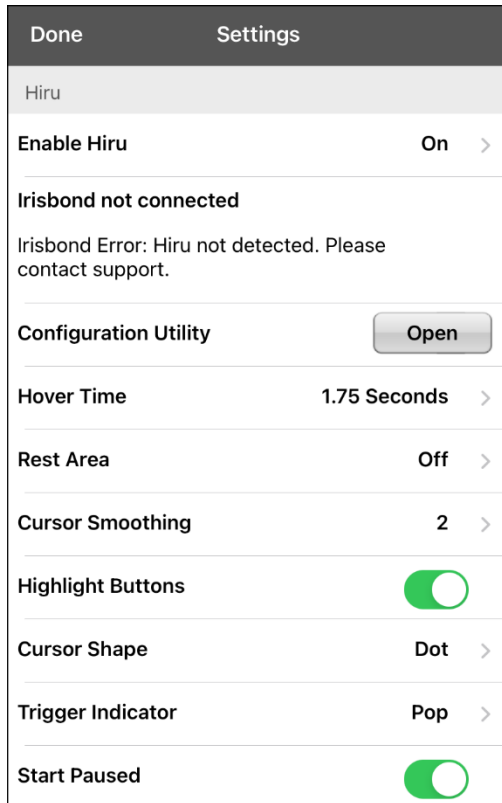 Done Settings
Hiru
Enable Hiru On
Irisbond not connected
Irisbond Error: Hiru not detected. Please
contact support.
Configuration Utility Open
Hover Time 1.75 Seconds
Rest Area Off
Cursor Smoothing 2
Highlight Buttons
Cursor Shape Dot
Trigger Indicator Pop
Start Paused